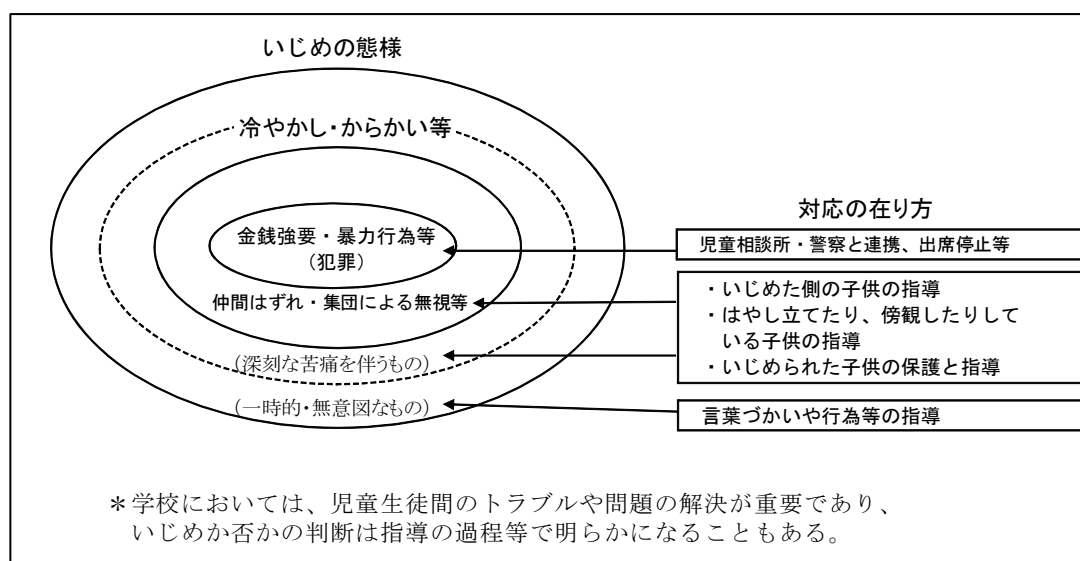 いじめの態様
冷やかし・からかい等
金銭強要・暴力行為等
(犯罪)
仲間はずれ・集団による無視等
(深刻な苦痛を伴うもの)
(一時的・無意図なもの)
対応の在り方
児童相談所・警察と連携、出席停止等
・いじめた側の子供の指導
・はやし立てたり、傍観したりして
いる子供の指導
・いじめられた子供の保護と指導
言葉づかいや行為等の指導
＊学校においては、児童生徒間のトラブルや問題の解決が重要であり、
いじめか否かの判断は指導の過程等で明らかになることもある。